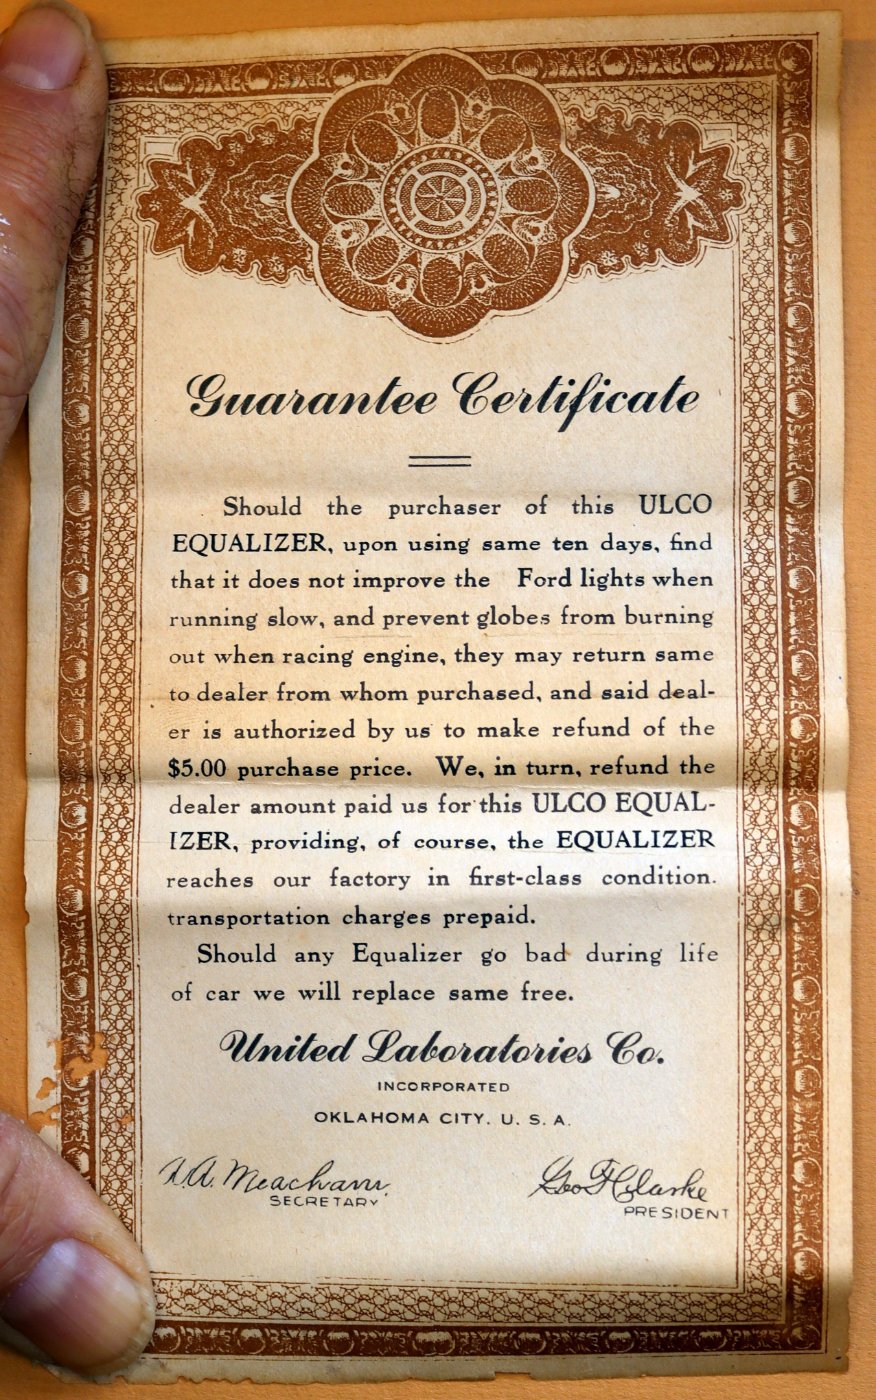 Guarantee Certificate
Should the purchaser of this ULCO
EQUALIZER, upon using same ten days, find
that it does not improve the Ford lights when
running slow, and prevent globes from burning
out when racing engine, they may return same
to dealer from whom purchased, and said deal-
er is authorized by us to make refund of the
$5.00 purchase price. We, in turn, refund the
dealer amount paid us for this ULCO EQUAL-
IZER, providing, of course, the EQUALIZER
reaches our factory in first-class condition.
transportation charges prepaid.
Should any Equalizer go bad during life
of car we will replace same free.
United Laboratories Co.
INCORPORATED
OKLAHOMA CITY. U. S. A.
A. Meacham
SECRETARY
Geo F Clarke
PRESIDENT